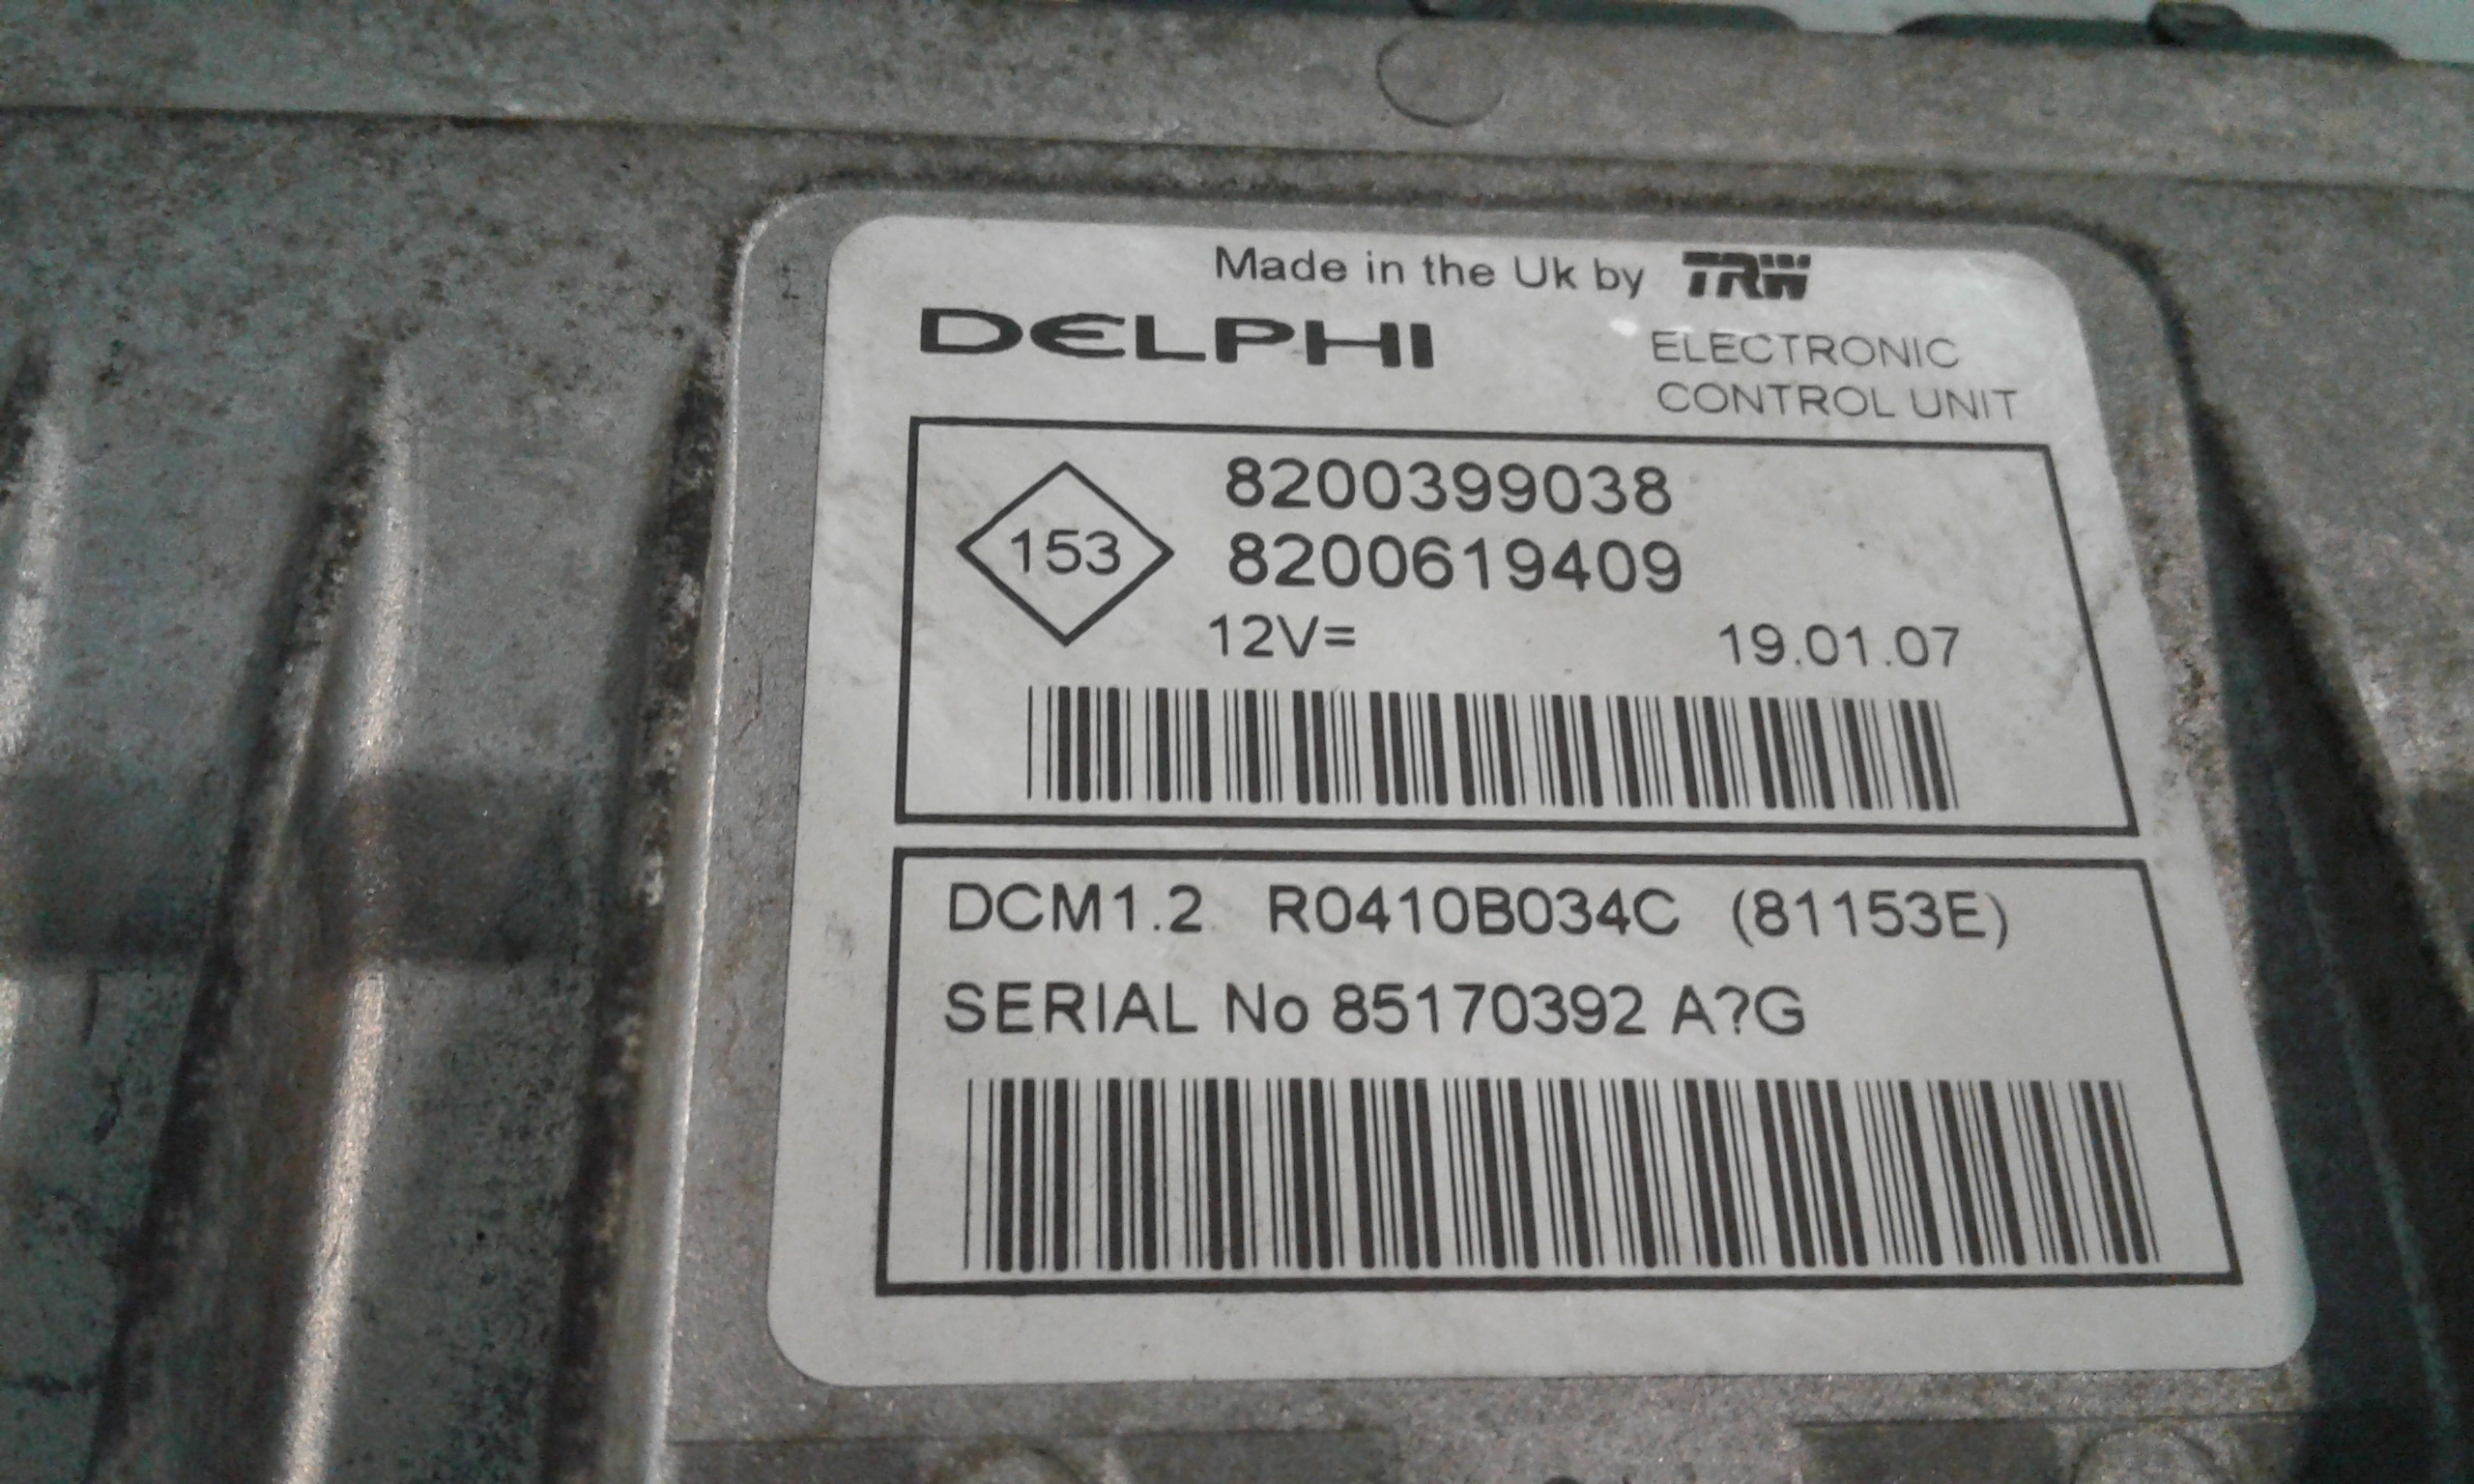 Made in the Uk by TRW
DELPHI
ELECTRONIC
CONTROL UNIT
153
8200399038
8200619409
12V= 19.01.07
DCM1.2 R0410B034C (81153E)
SERIAL No 85170392 A?G